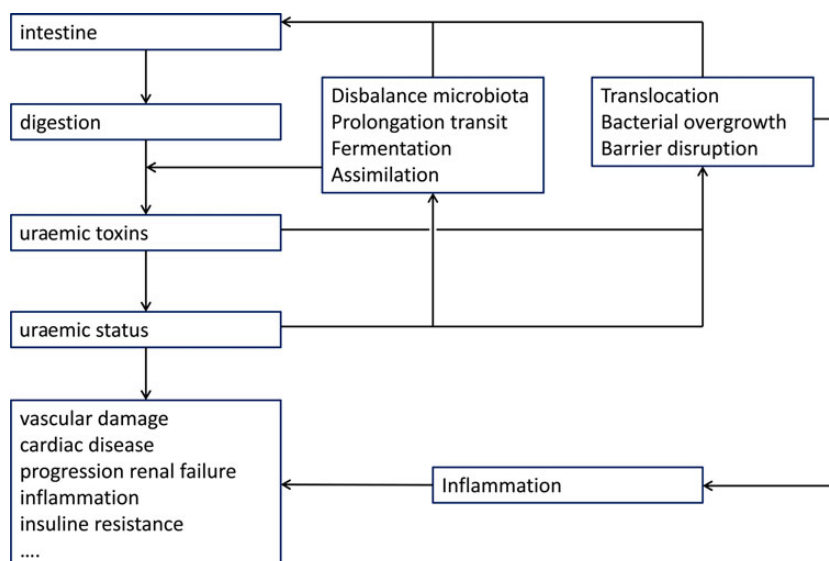 intestine
digestion
Disbalance microbiota
Prolongation transit
Fermentation
Assimilation
Translocation
Bacterial overgrowth
Barrier disruption
uraemic toxins
uraemic status
vascular damage
cardiac disease
progression renal failure
inflammation
insuline resistance
....
Inflammation